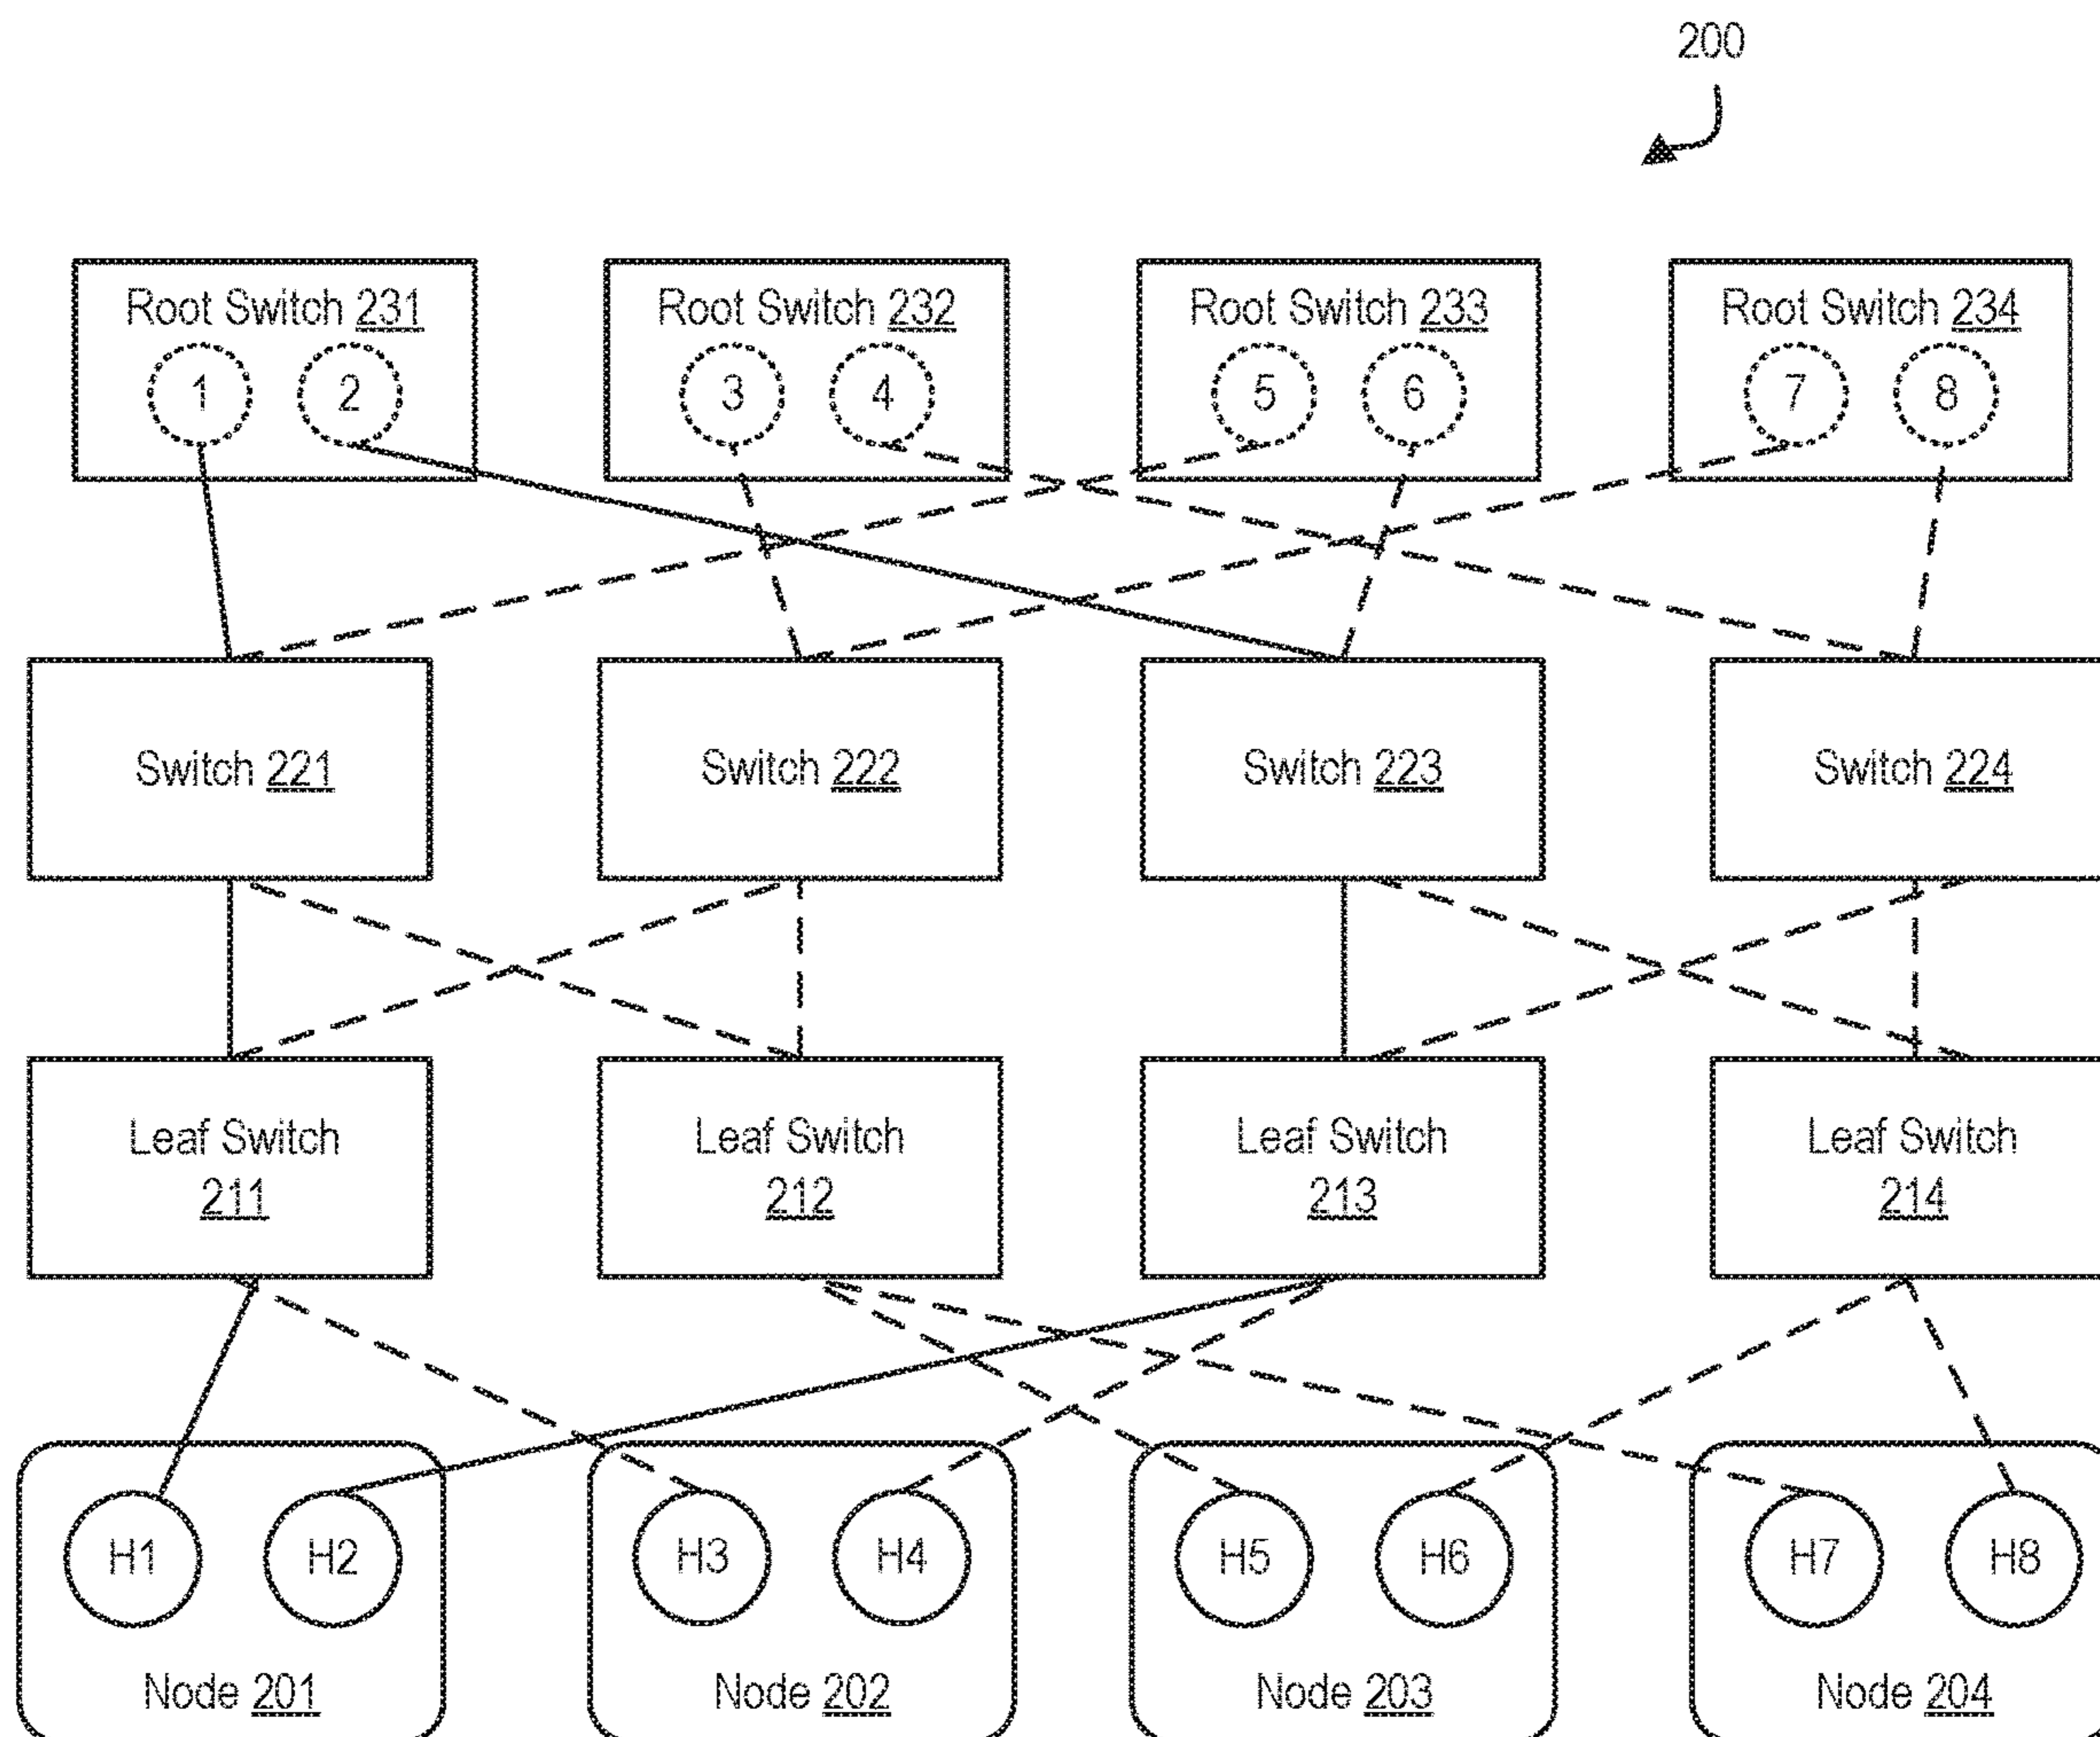 200
Root Switch 231
1 2
Root Switch 232
3 4
Root Switch 233
5 6
Root Switch 234
7 8
Switch 221
Switch 222
Switch 223
Switch 224
Leaf Switch
211
Leaf Switch
212
Leaf Switch
213
Leaf Switch
214
H1 H2
Node 201
H3 H4
Node 202
H5 H6
Node 203
H7 H8
Node 204